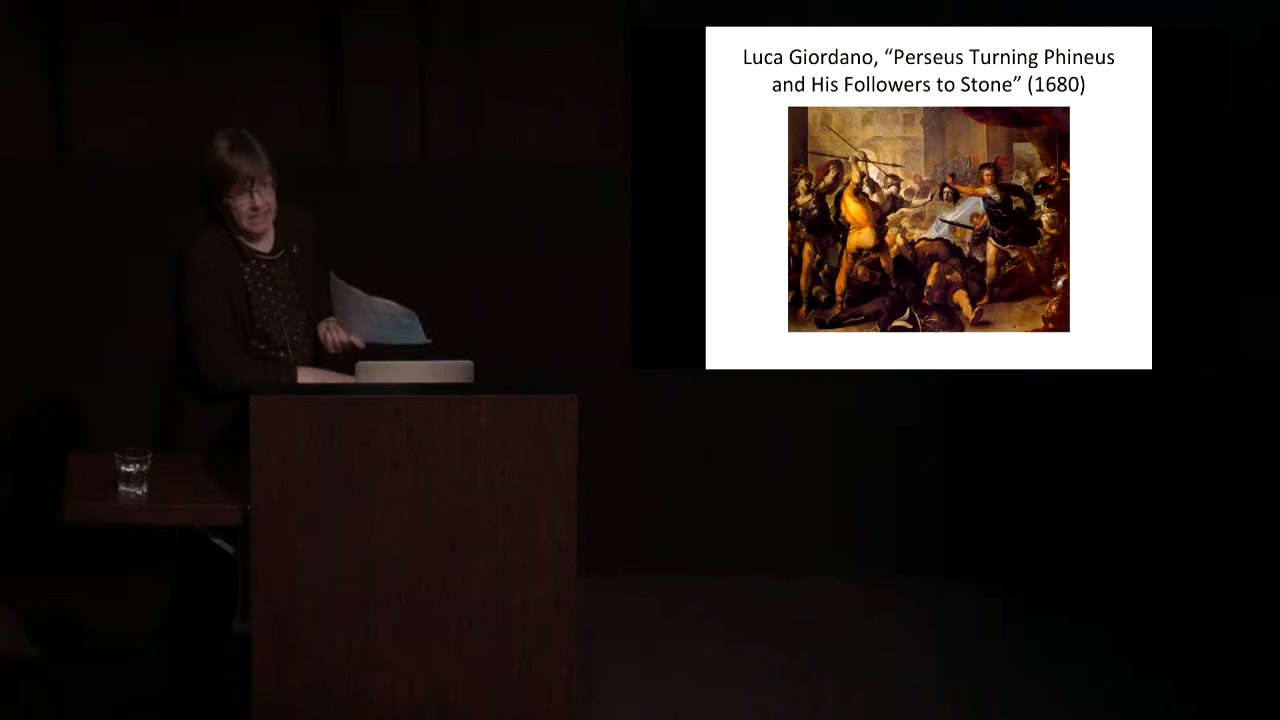 Luca Giordano, “Perseus Turning Phineus
and His Followers to Stone” (1680)